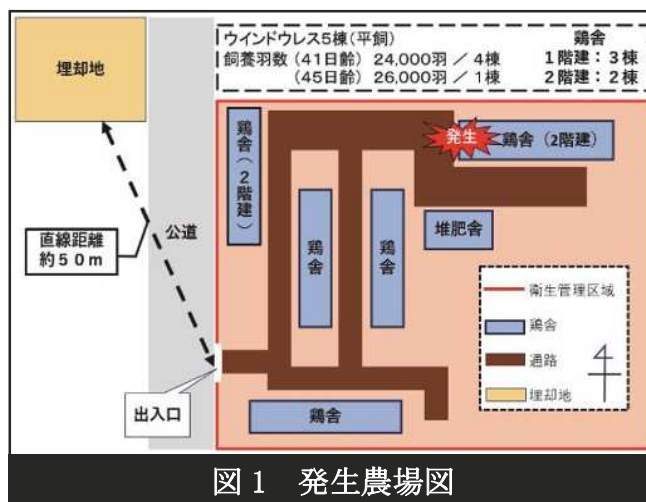 埋却地
ウインドウレス5棟(平飼)
飼養羽数(41日齢)24,000羽/4棟
(45日齢)26,000羽/1棟
鶏舎
1階建:3棟
2階建:2棟
鶏舎(2階建)
発生
鶏舎(2階建)
直線距離
約50m
公道
鶏舎
鶏舎
堆肥舎
衛生管理区域
鶏舎
通路
埋却地
出入口
鶏舎
図1 発生農場図